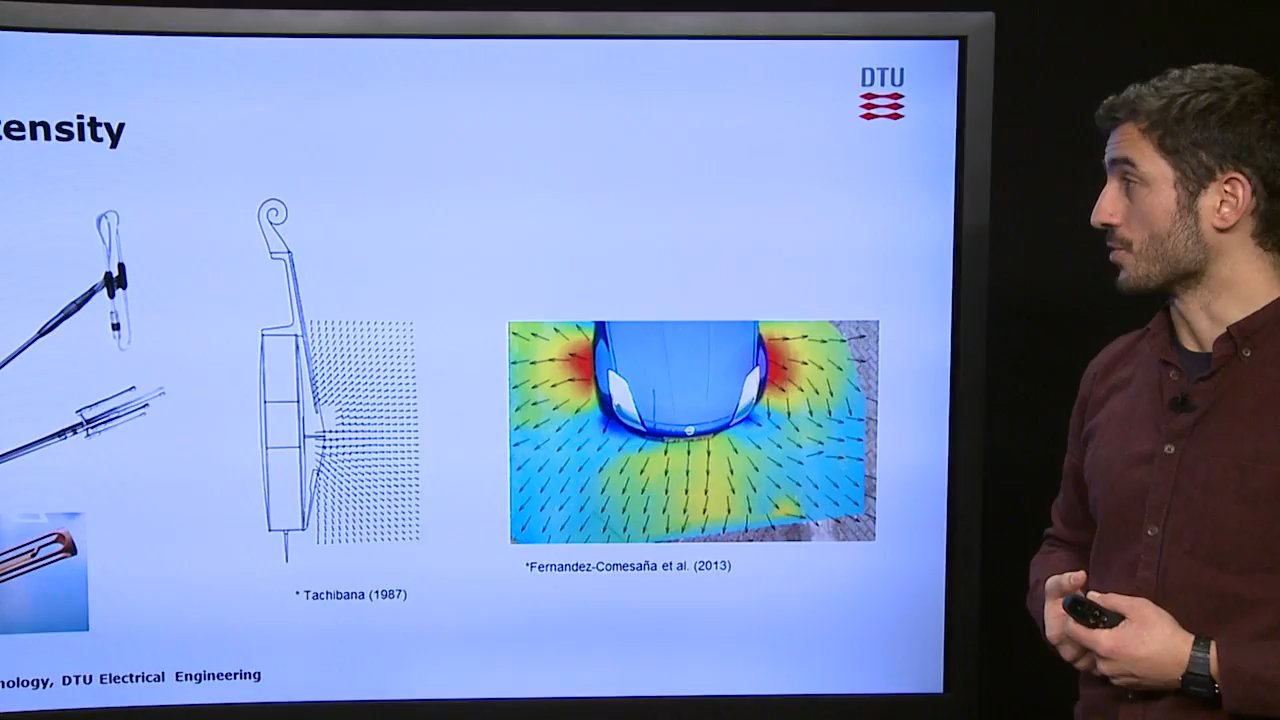 DTU
tensity
*Fernandez-Comesaña et al. (2013)
* Tachibana (1987)
nology, DTU Electrical Engineering